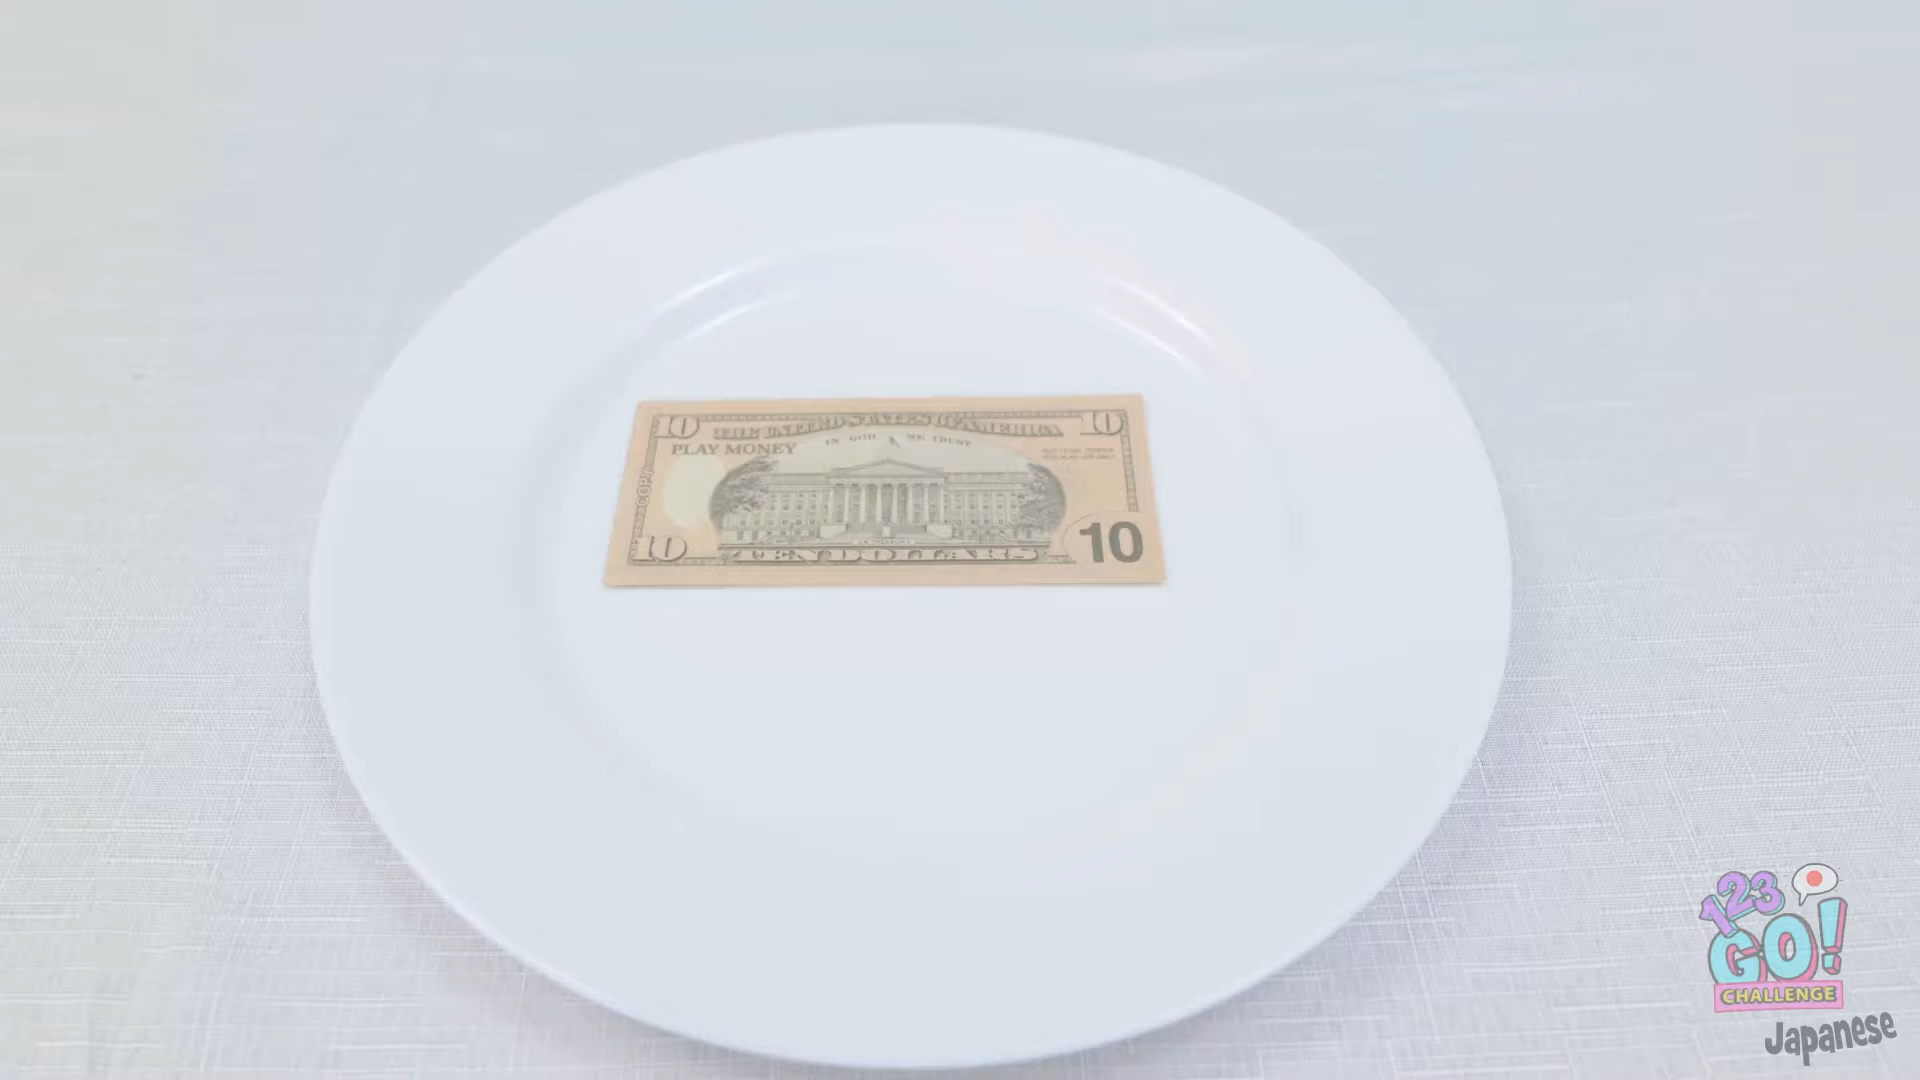 10 THE UNITED STATES OF AMERICA 10
PLAY MONEY
IN GOD WE TRUST
COPY
10 TEN DOLLARS 10
123
GO!
CHALLENGE
Japanese